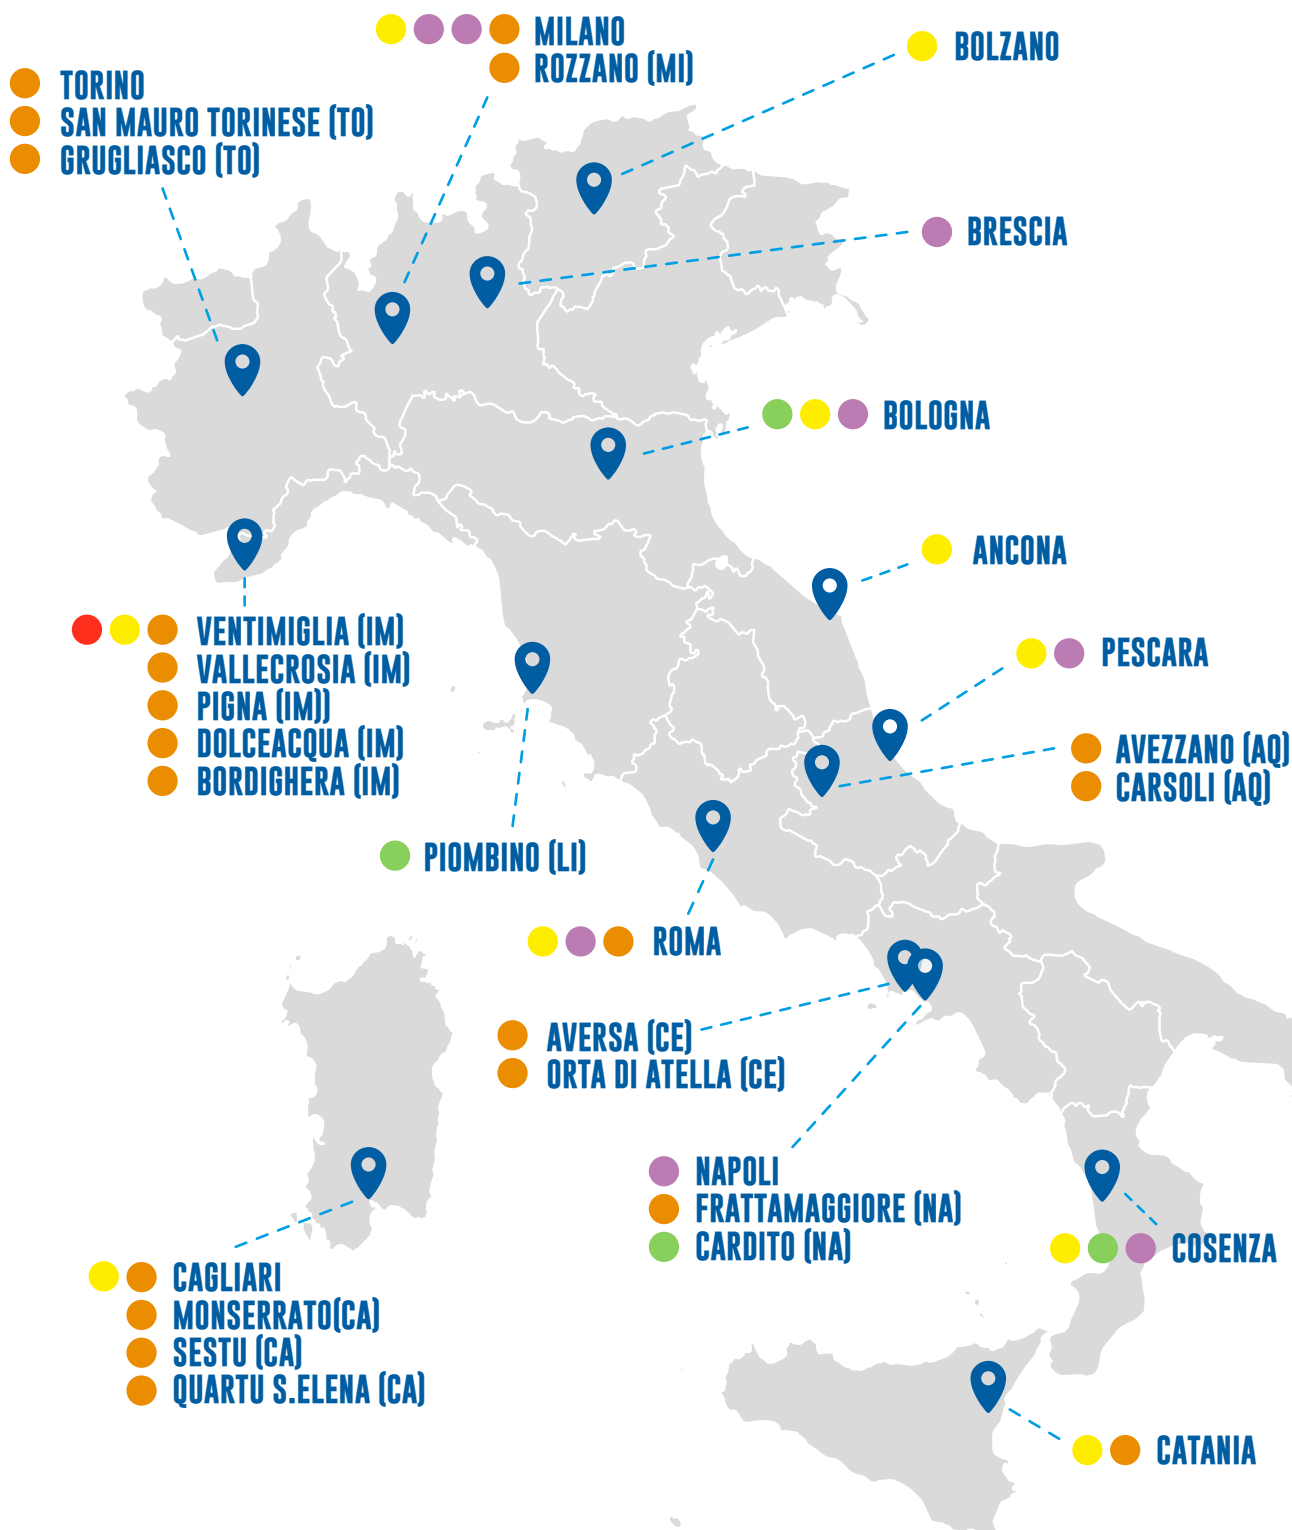 MILANO
ROZZANO (MI)
BOLZANO
TORINO
SAN MAURO TORINESE (TO)
GRUGLIASCO (TO)
BRESCIA
BOLOGNA
ANCONA
VENTIMIGLIA (IM)
VALLECROSIA (IM)
PIGNA (IM))
DOLCEACQUA (IM)
BORDIGHERA (IM)
PESCARA
AVEZZANO (AQ)
CARSOLI (AQ)
PIOMBINO (LI)
ROMA
AVERSA (CE)
ORTA DI ATELLA (CE)
NAPOLI
FRATTAMAGGIORE (NA)
CARDITO (NA)
COSENZA
CAGLIARI
MONSERRATO(CA)
SESTU (CA)
QUARTU S.ELENA (CA)
CATANIA